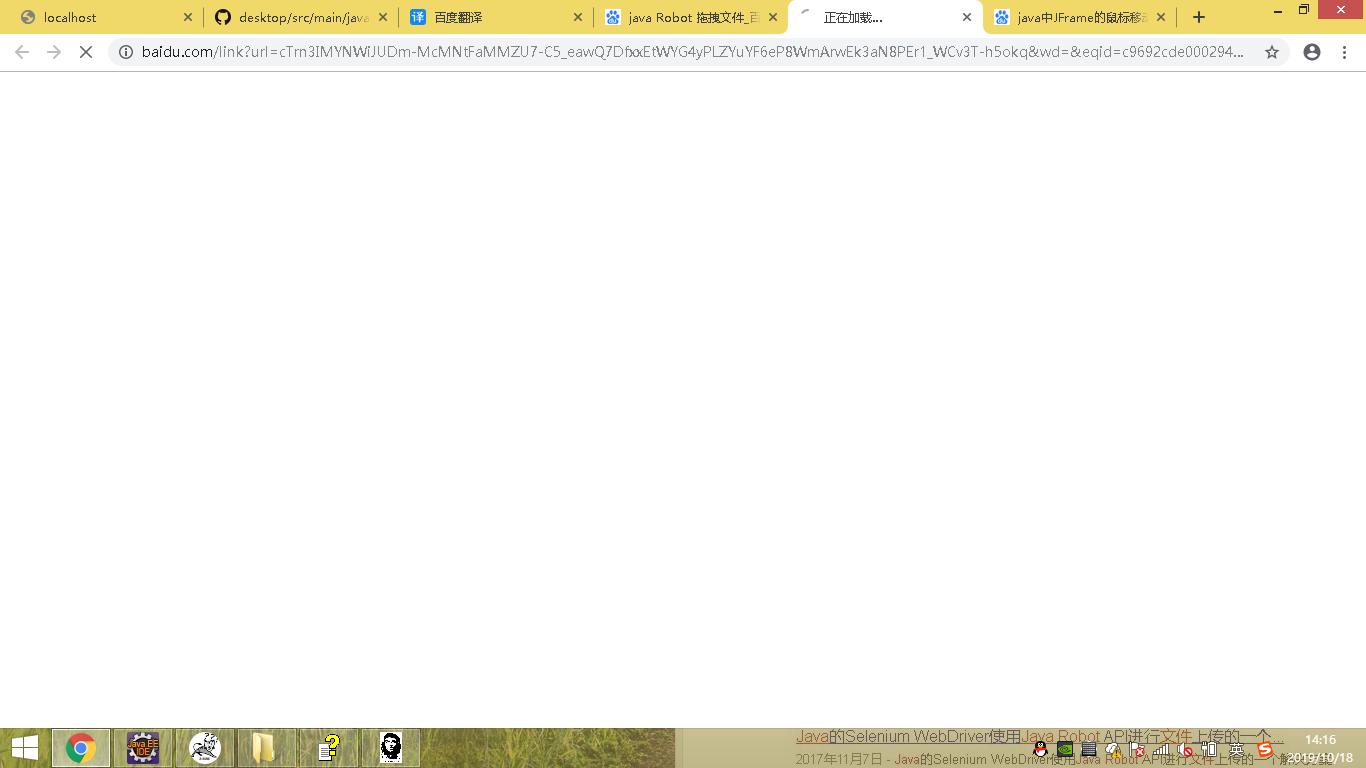 localhost
desktop/src/main/java
百度翻译
java Robot 拖拽文件_百
正在加载...
java中JFrame的鼠标移
baidu.com/link?url=cTrn3IMYNWiJUDm-McMNtFaMMZU7-C5_eawQ7DfxxEtWYG4yPLZYuYF6eP8WmArwEk3aN8PEr1_WCv3T-h5okq&wd=&eqid=c9692cde000294...
Java的Selenium WebDriver使用Java Robot API进行文件上传的一个...
2017年11月7日 - Java的Selenium WebDriver使用Java Robot API进行文件上传的一个解
Java EE
IDE
英
14:16
2019/10/18